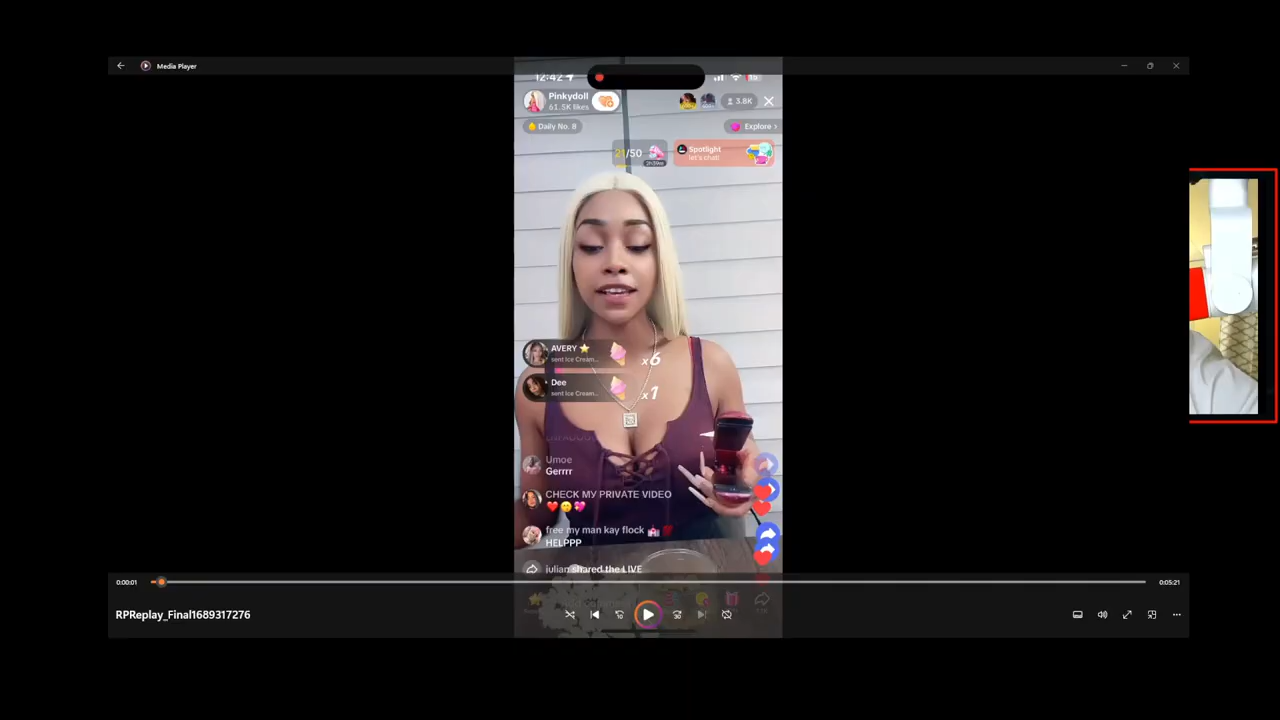 Media Player
12:42
Pinkydoll
61.5K likes
3.8K
Daily No. 8
Explore
21/50
Spotlight
let's chat!
AVERY ⭐
sent Ice Cream...
x6
Dee
sent Ice Cream...
x1
Umoe
Gerrrr
CHECK MY PRIVATE VIDEO
❤️😗💖
free my man kay flock
HELPPP
julian shared the LIVE
0:00:01
0:05:21
RPReplay_Final1689317276